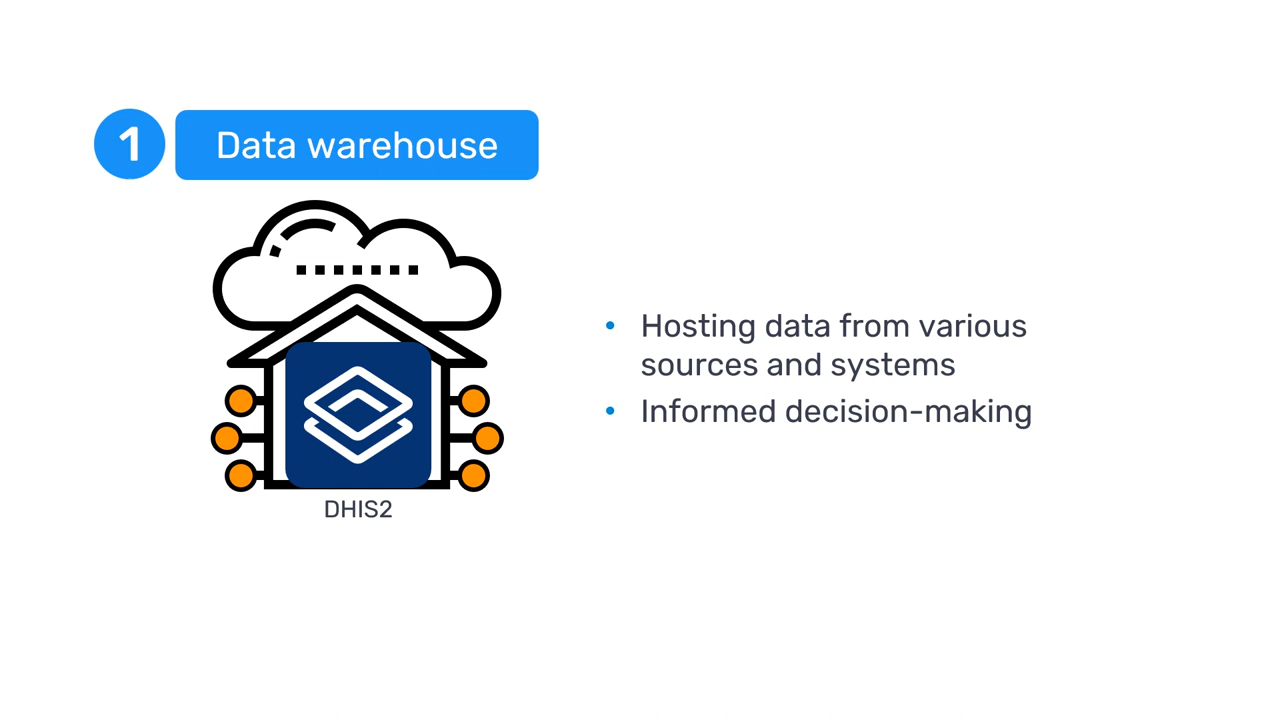 1 Data warehouse
• Hosting data from various
sources and systems
• Informed decision-making
DHIS2